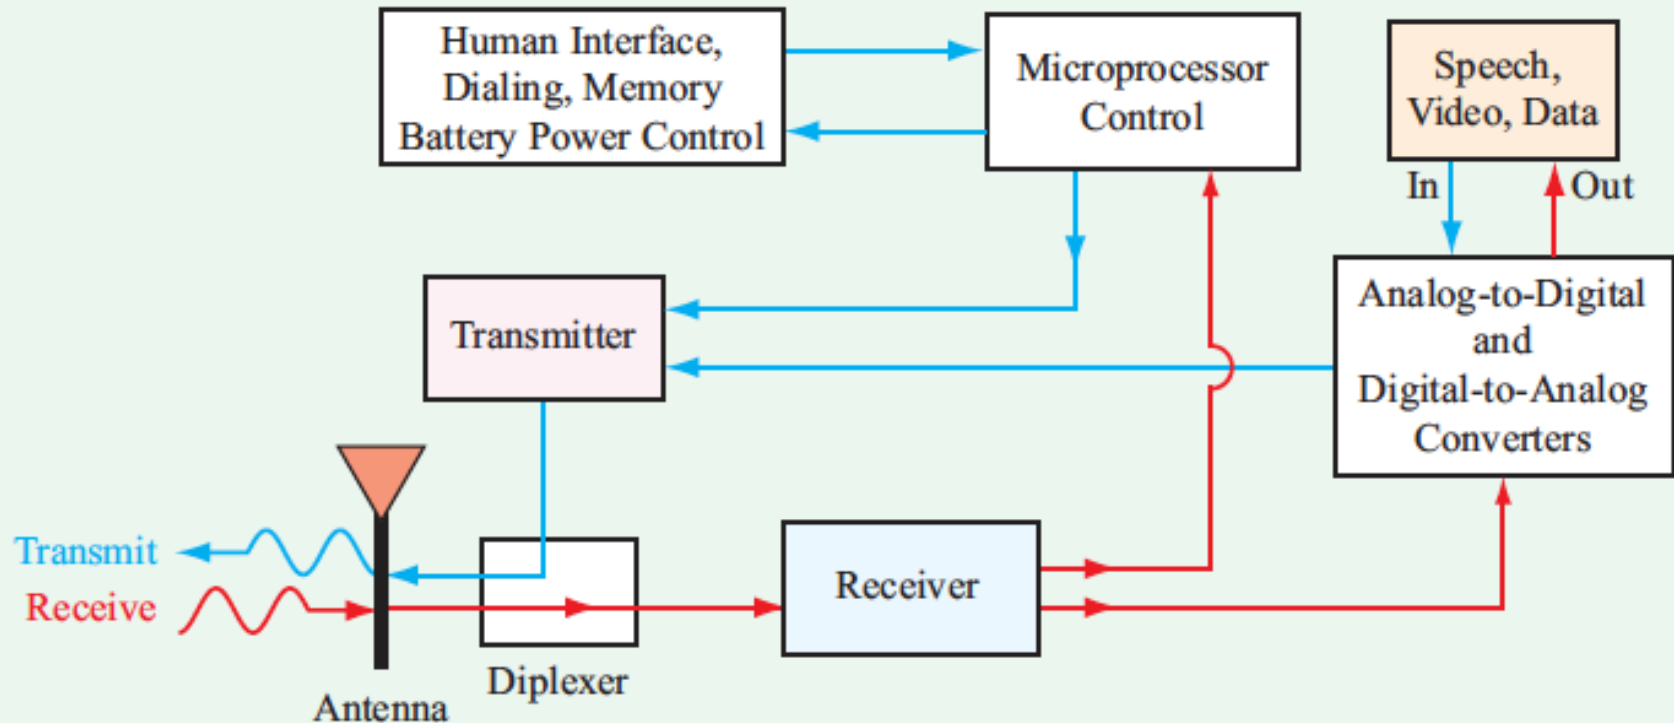 Human Interface,
Dialing, Memory
Battery Power Control
Microprocessor
Control
Speech,
Video, Data
In
Out
Transmitter
Analog-to-Digital
and
Digital-to-Analog
Converters
Transmit
Receive
Receiver
Diplexer
Antenna